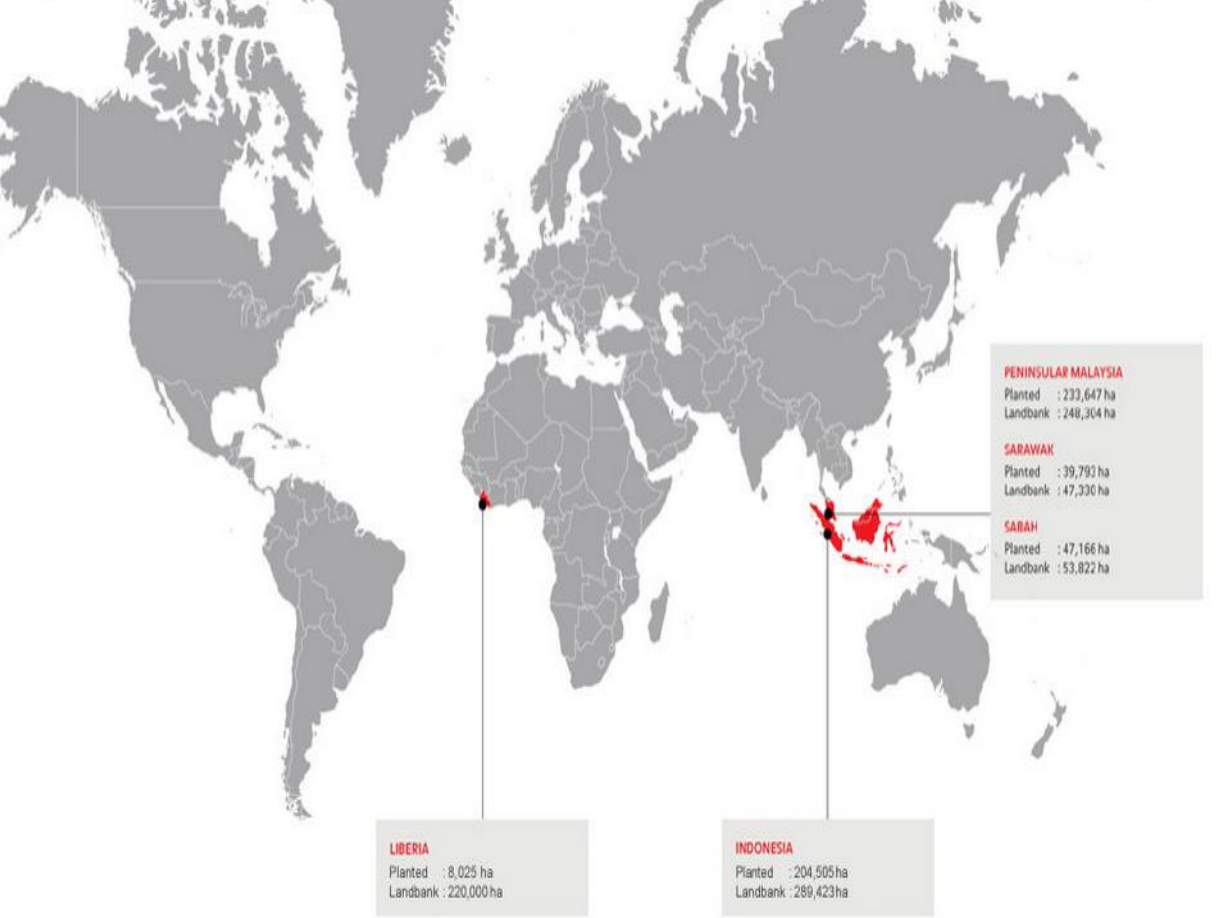 PENINSULAR MALAYSIA
Planted : 233,647 ha
Landbank : 248,304 ha
SARAWAK
Planted : 39,793 ha
Landbank : 47,330 ha
SABAH
Planted : 47,166 ha
Landbank : 53,822 ha
LIBERIA
Planted : 8,025 ha
Landbank : 220,000 ha
INDONESIA
Planted : 204,505 ha
Landbank : 289,423 ha